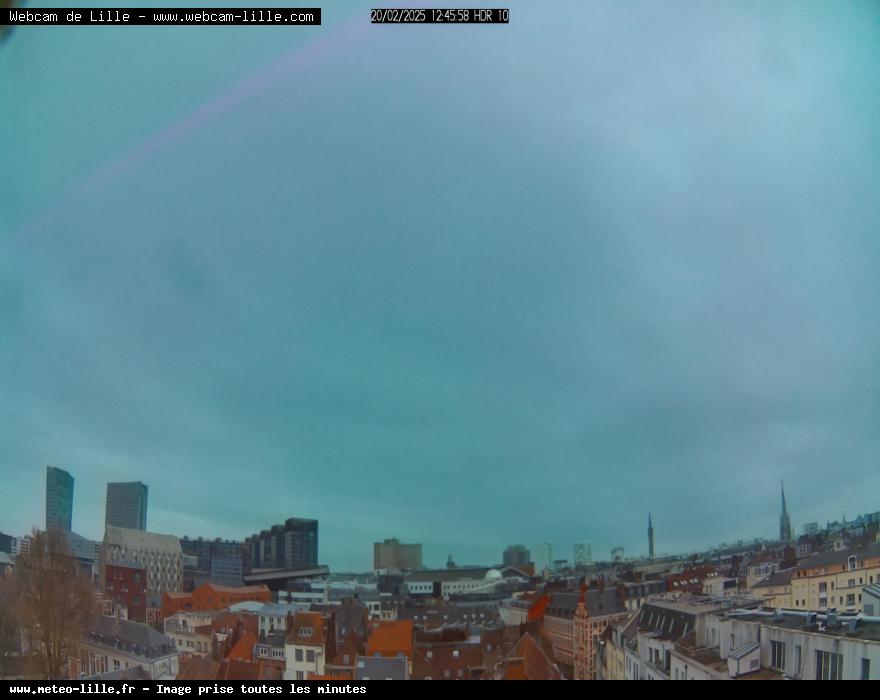 Webcam de Lille - www.webcam-lille.com
20/02/2025 12:45:58 HDR 10
www.meteo-lille.fr - Image prise toutes les minutes